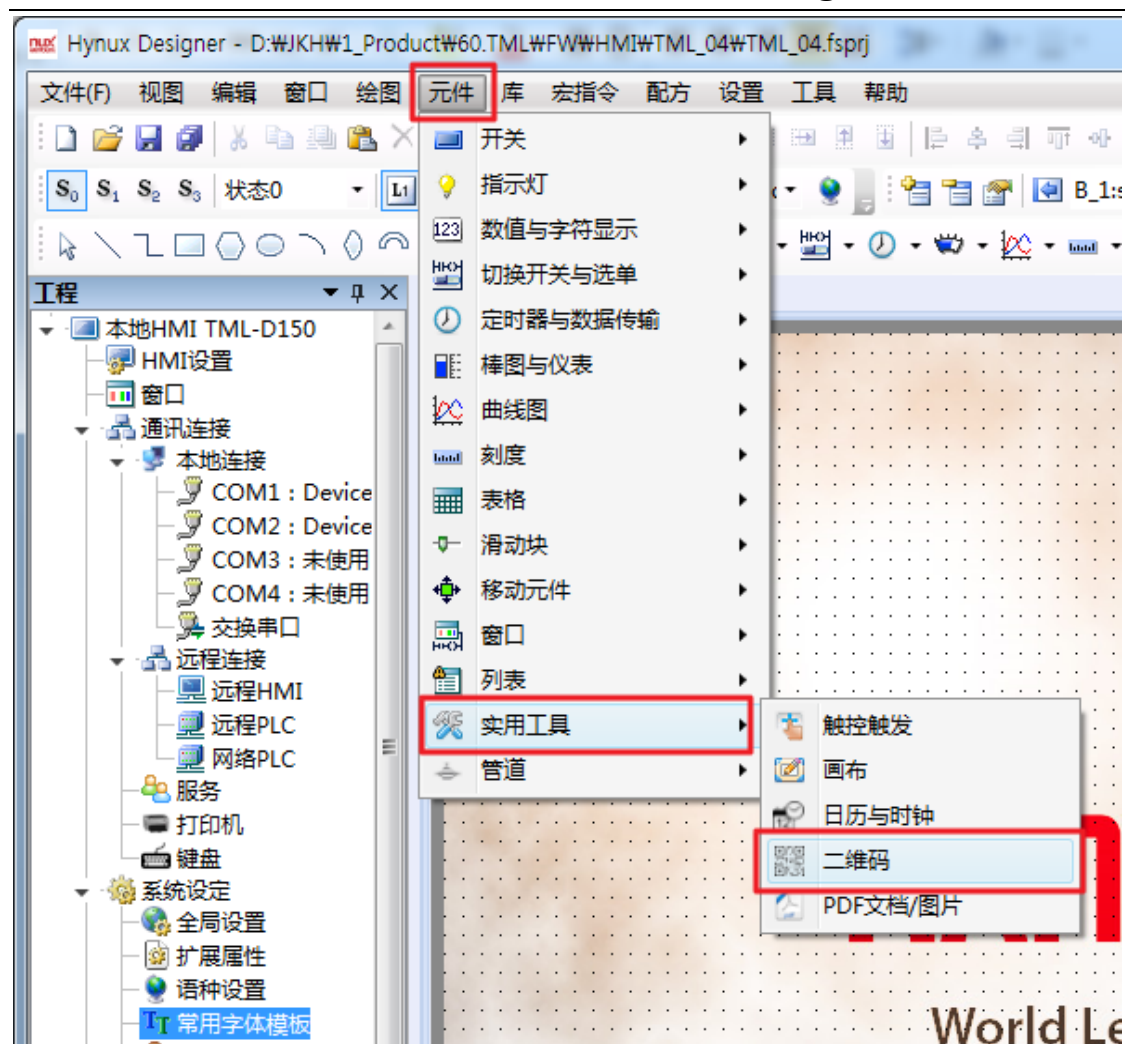 Hynux Designer - D:₩JKH₩1_Product₩60.TML₩FW₩HMI₩TML_04₩TML_04.fsprj
文件(F) 视图 编辑 窗口 绘图 元件 库 宏指令 配方 设置 工具 帮助
S0 S1 S2 S3 状态0 L1 B_1:s
工程
本地HMI TML-D150
HMI设置
窗口
通讯连接
本地连接
COM1 : Device
COM2 : Device
COM3 : 未使用
COM4 : 未使用
交换串口
远程连接
远程HMI
远程PLC
网络PLC
服务
打印机
键盘
系统设定
全局设置
扩展属性
语种设置
常用字体模板
开关
指示灯
123 数值与字符显示
切换开关与选单
定时器与数据传输
棒图与仪表
曲线图
刻度
表格
滑动块
移动元件
窗口
列表
实用工具
管道
触控触发
画布
日历与时钟
二维码
PDF文档/图片
World Le